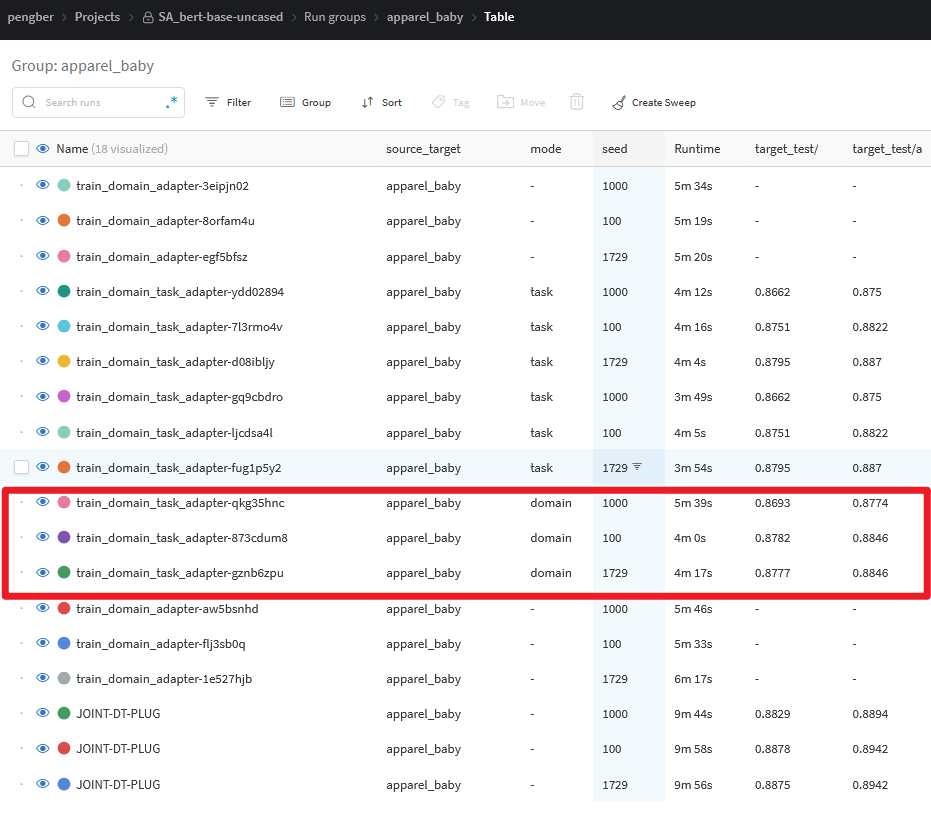 pengber > Projects > SA_bert-base-uncased > Run groups > apparel_baby > Table
Group: apparel_baby
Search runs .* Filter Group Sort Tag Move Create Sweep
Name (18 visualized) source_target mode seed Runtime target_test/ target_test/a
train_domain_adapter-3eipjn02 apparel_baby - 1000 5m 34s - -
train_domain_adapter-8orfam4u apparel_baby - 100 5m 19s - -
train_domain_adapter-egf5bfsz apparel_baby - 1729 5m 20s - -
train_domain_task_adapter-ydd02894 apparel_baby task 1000 4m 12s 0.8662 0.875
train_domain_task_adapter-7l3rmo4v apparel_baby task 100 4m 16s 0.8751 0.8822
train_domain_task_adapter-d08ibljy apparel_baby task 1729 4m 4s 0.8795 0.887
train_domain_task_adapter-gq9cbdro apparel_baby task 1000 3m 49s 0.8662 0.875
train_domain_task_adapter-ljcdsa4l apparel_baby task 100 4m 5s 0.8751 0.8822
train_domain_task_adapter-fug1p5y2 apparel_baby task 1729 3m 54s 0.8795 0.887
train_domain_task_adapter-qkg35hnc apparel_baby domain 1000 5m 39s 0.8693 0.8774
train_domain_task_adapter-873cdum8 apparel_baby domain 100 4m 0s 0.8782 0.8846
train_domain_task_adapter-gznb6zpu apparel_baby domain 1729 4m 17s 0.8777 0.8846
train_domain_adapter-aw5bsnhd apparel_baby - 1000 5m 46s - -
train_domain_adapter-flj3sb0q apparel_baby - 100 5m 33s - -
train_domain_adapter-1e527hjb apparel_baby - 1729 6m 17s - -
JOINT-DT-PLUG apparel_baby - 1000 9m 44s 0.8829 0.8894
JOINT-DT-PLUG apparel_baby - 100 9m 58s 0.8878 0.8942
JOINT-DT-PLUG apparel_baby - 1729 9m 56s 0.8875 0.8942